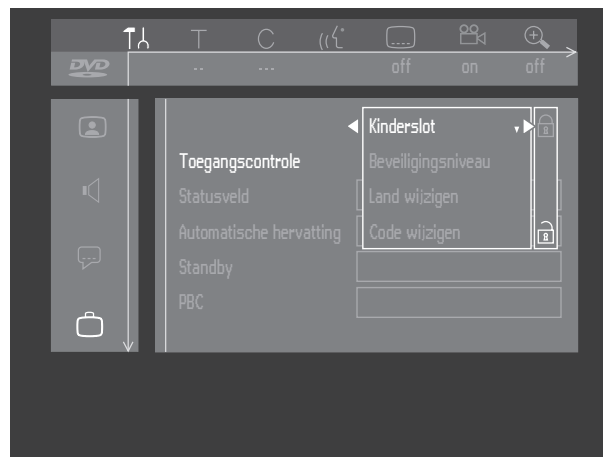 T C
DVD -- --- off on off
Kinderslot
Toegangscontrole Beveiligingsniveau
Statusveld Land wijzigen
Automatische hervatting Code wijzigen
Standby
PBC